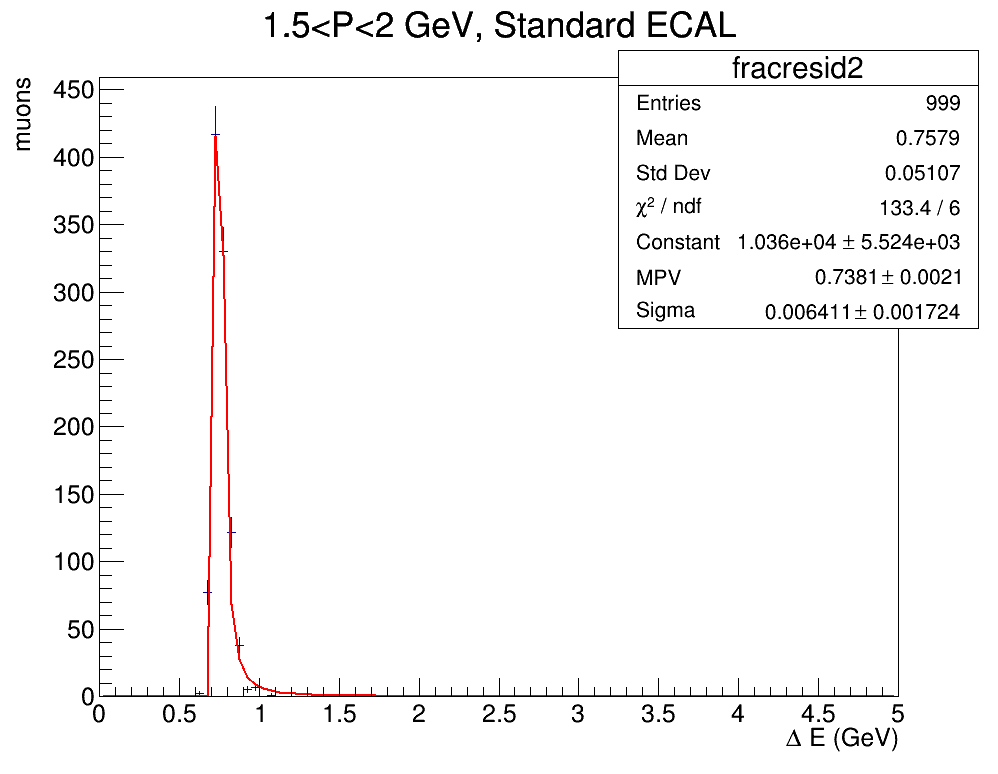 1.5<P<2 GeV, Standard ECAL
fracresid2
Entries 999
Mean 0.7579
Std Dev 0.05107
χ² / ndf 133.4 / 6
Constant 1.036e+04 ± 5.524e+03
MPV 0.7381 ± 0.0021
Sigma 0.006411 ± 0.001724
muons
450
400
350
300
250
200
150
100
50
0
0 0.5 1 1.5 2 2.5 3 3.5 4 4.5 5
Δ E (GeV)